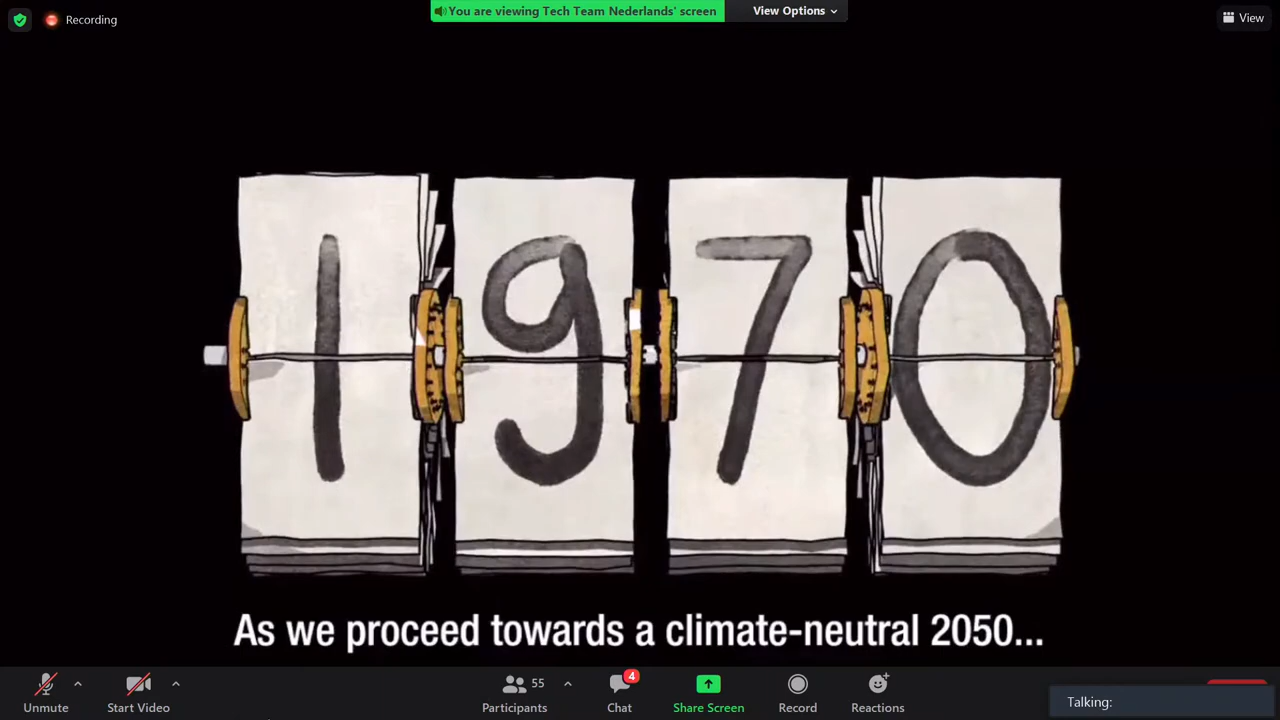 Recording
You are viewing Tech Team Nederlands' screen
View Options
View
1970
As we proceed towards a climate-neutral 2050...
Unmute
Start Video
55
Participants
4
Chat
Share Screen
Record
Reactions
Talking: